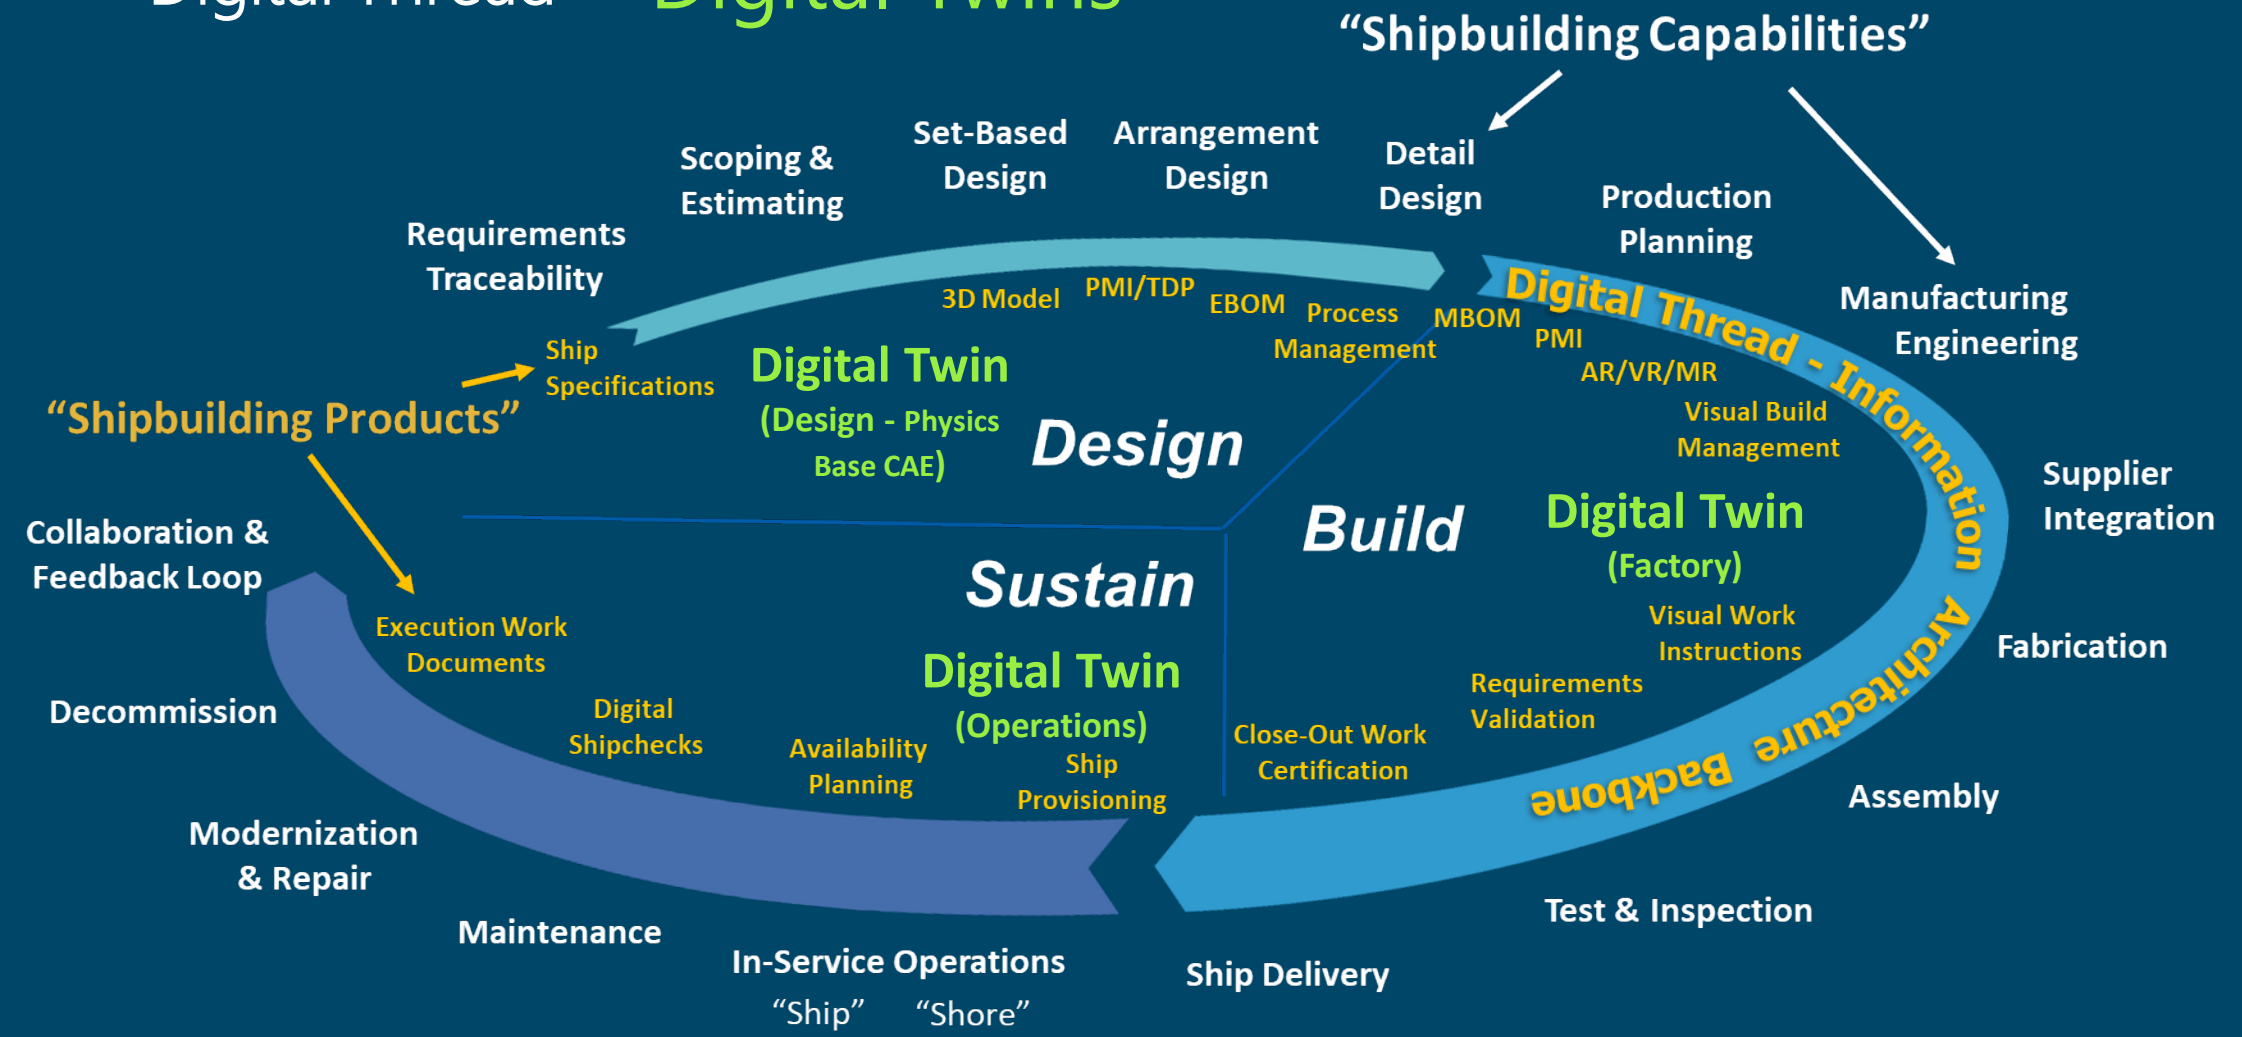 Digital Thread Digital Twins
“Shipbuilding Capabilities”
Set-Based
Design
Arrangement
Design
Detail
Design
Scoping &
Estimating
Production
Planning
Requirements
Traceability
Manufacturing
Engineering
3D Model
PMI/TDP
EBOM
Process
Management
MBOM
PMI
AR/VR/MR
Visual Build
Management
Digital Thread - Information Architecture Backbone
Ship
Specifications
“Shipbuilding Products”
Digital Twin
(Design - Physics
Base CAE)
Design
Build
Digital Twin
(Factory)
Supplier
Integration
Collaboration &
Feedback Loop
Sustain
Execution Work
Documents
Digital Twin
(Operations)
Visual Work
Instructions
Fabrication
Requirements
Validation
Decommission
Digital
Shipchecks
Availability
Planning
Ship
Provisioning
Close-Out Work
Certification
Assembly
Modernization
& Repair
Test & Inspection
Maintenance
In-Service Operations
“Ship” “Shore”
Ship Delivery